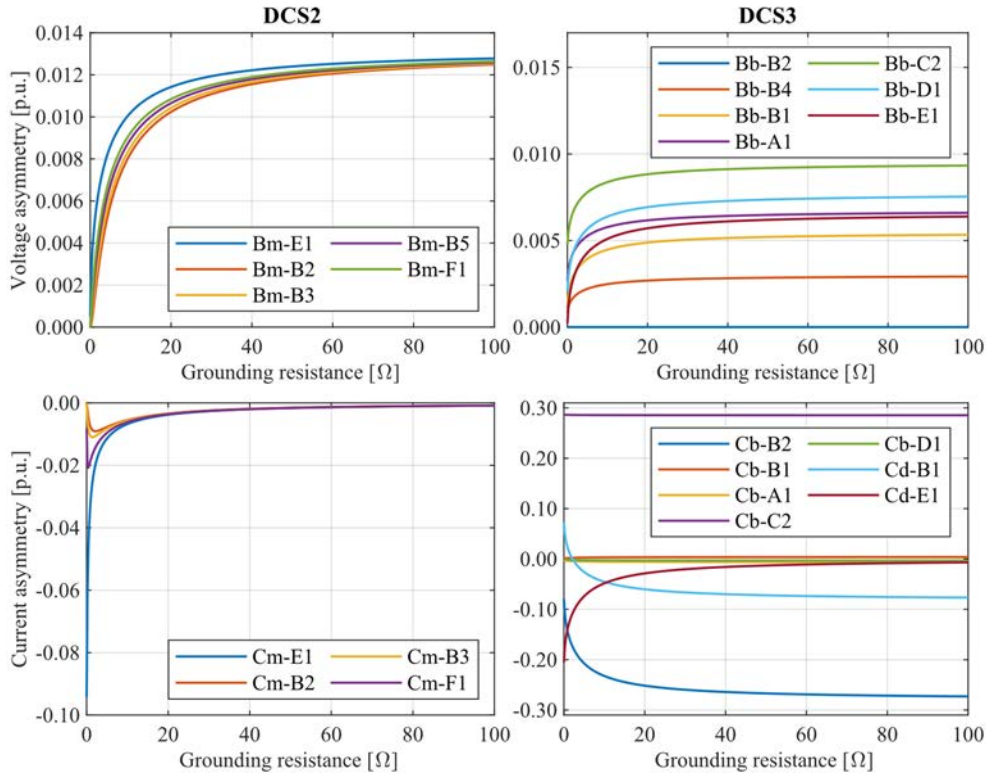 DCS2
DCS3
Voltage asymmetry [p.u.]
0.014
0.012
0.010
0.008
0.006
0.004
0.002
0.000
Bm-E1 Bm-B5
Bm-B2 Bm-F1
Bm-B3
0 20 40 60 80 100
Grounding resistance [Ω]
0.015
0.010
0.005
0.000
Bb-B2 Bb-C2
Bb-B4 Bb-D1
Bb-B1 Bb-E1
Bb-A1
0 20 40 60 80 100
Grounding resistance [Ω]
Current asymmetry [p.u.]
0.00
-0.02
-0.04
-0.06
-0.08
-0.10
Cm-E1 Cm-B3
Cm-B2 Cm-F1
0 20 40 60 80 100
Grounding resistance [Ω]
0.30
0.20
0.10
0.00
-0.10
-0.20
-0.30
Cb-B2 Cb-D1
Cb-B1 Cd-B1
Cb-A1 Cd-E1
Cb-C2
0 20 40 60 80 100
Grounding resistance [Ω]